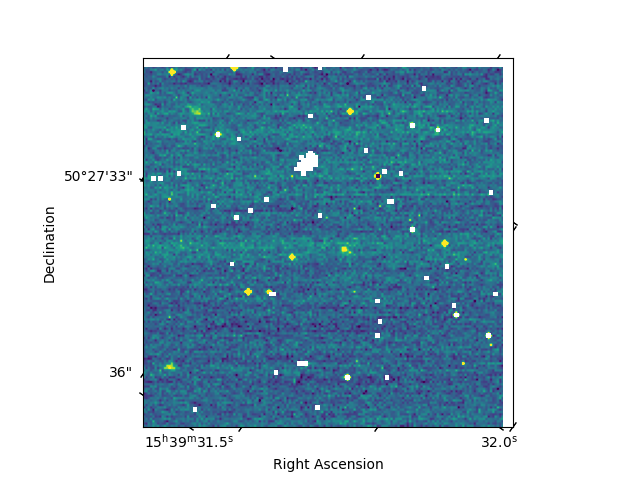 50°27'33"
Declination
36"
15ʰ39ᵐ31.5ˢ
32.0ˢ
Right Ascension